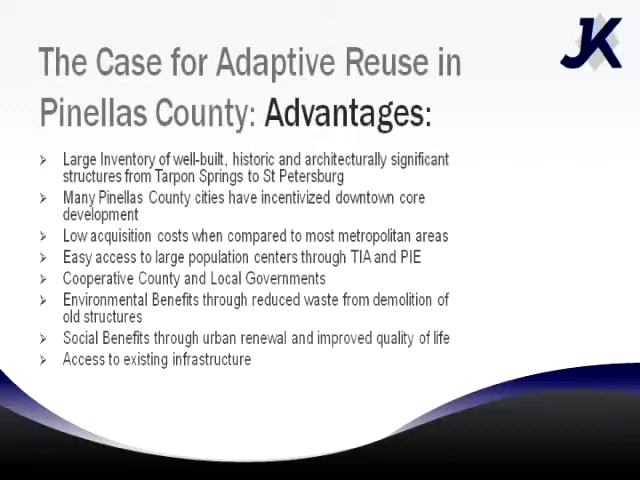 JK
The Case for Adaptive Reuse in
Pinellas County: Advantages:
Large Inventory of well-built, historic and architecturally significant
structures from Tarpon Springs to St Petersburg
Many Pinellas County cities have incentivized downtown core
development
Low acquisition costs when compared to most metropolitan areas
Easy access to large population centers through TIA and PIE
Cooperative County and Local Governments
Environmental Benefits through reduced waste from demolition of
old structures
Social Benefits through urban renewal and improved quality of life
Access to existing infrastructure